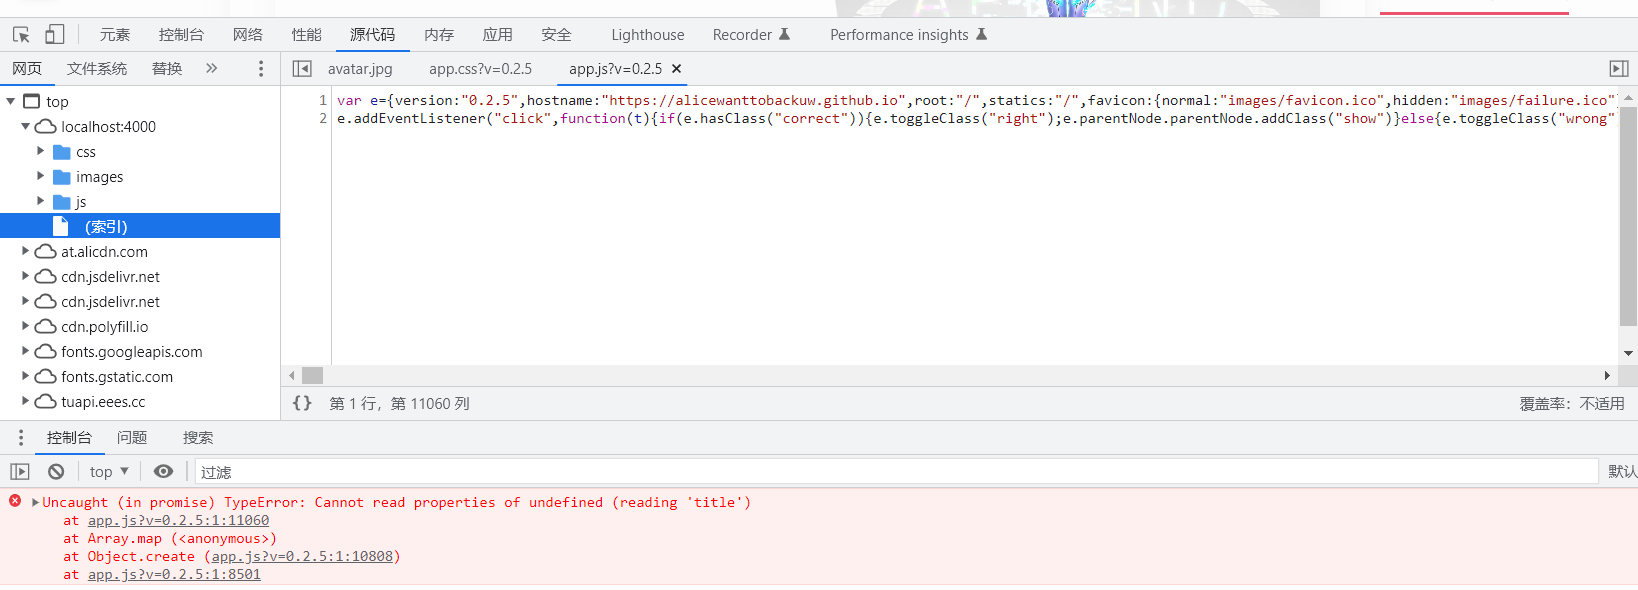 元素 控制台 网络 性能 源代码 内存 应用 安全 Lighthouse Recorder Performance insights
网页 文件系统 替换 » avatar.jpg app.css?v=0.2.5 app.js?v=0.2.5 ×
top
localhost:4000
css
images
js
(索引)
at.alicdn.com
cdn.jsdelivr.net
cdn.jsdelivr.net
cdn.polyfill.io
fonts.googleapis.com
fonts.gstatic.com
tuapi.eees.cc
1 var e={version:"0.2.5",hostname:"https://alicewanttobackuw.github.io",root:"/",statics:"/",favicon:{normal:"images/favicon.ico",hidden:"images/failure.ico"
2 e.addEventListener("click",function(t){if(e.hasClass("correct")){e.toggleClass("right");e.parentNode.parentNode.addClass("show")}else{e.toggleClass("wrong"
{} 第 1 行，第 11060 列 覆盖率：不适用
控制台 问题 搜索
top ▼ 过滤 默认
Uncaught (in promise) TypeError: Cannot read properties of undefined (reading 'title')
at app.js?v=0.2.5:1:11060
at Array.map (<anonymous>)
at Object.create (app.js?v=0.2.5:1:10808)
at app.js?v=0.2.5:1:8501